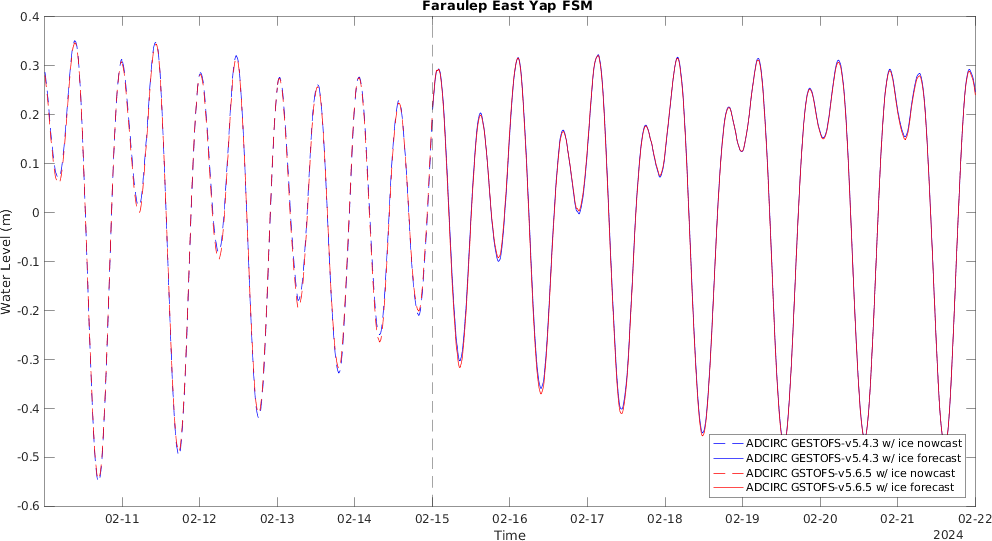 Faraulep East Yap FSM
0.4
0.3
0.2
0.1
0
-0.1
-0.2
-0.3
-0.4
-0.5
-0.6
Water Level (m)
ADCIRC GESTOFS-v5.4.3 w/ ice nowcast
ADCIRC GESTOFS-v5.4.3 w/ ice forecast
ADCIRC GSTOFS-v5.6.5 w/ ice nowcast
ADCIRC GSTOFS-v5.6.5 w/ ice forecast
02-11 02-12 02-13 02-14 02-15 02-16 02-17 02-18 02-19 02-20 02-21 02-22
Time
2024